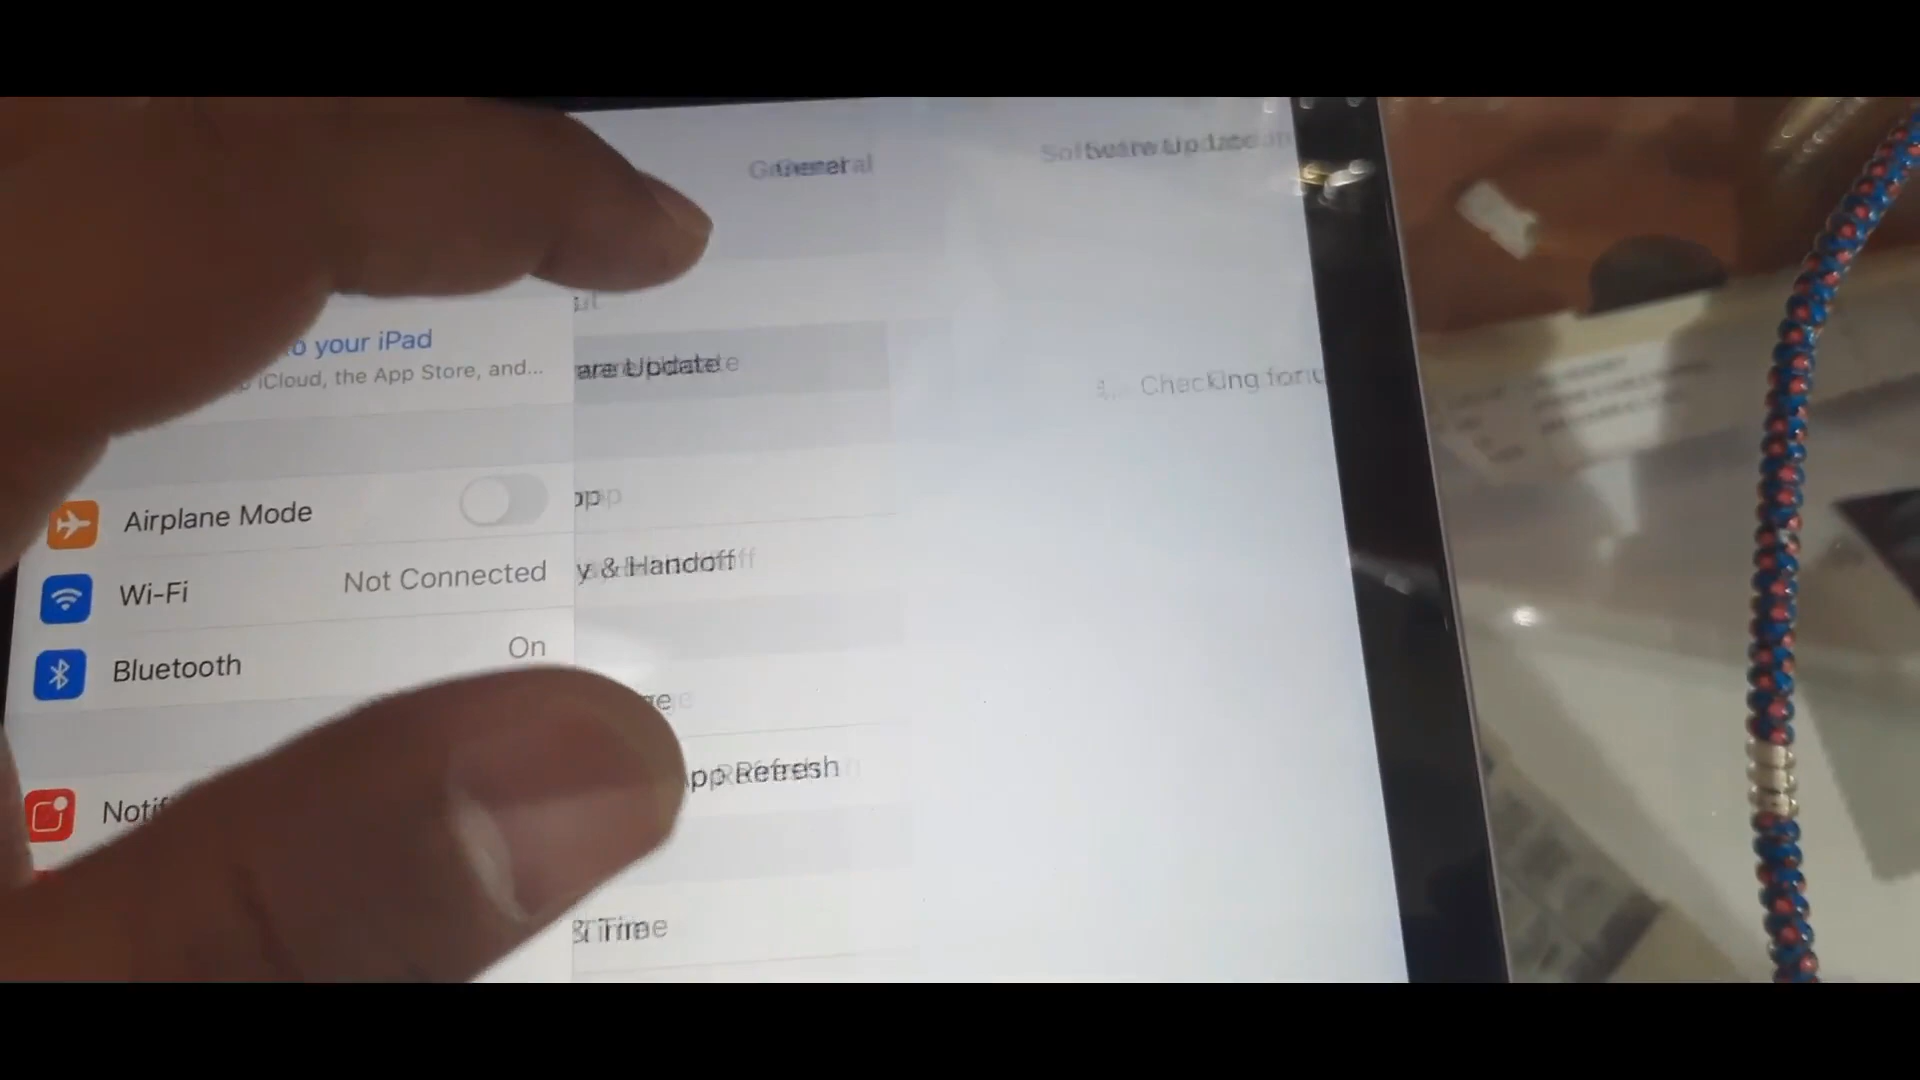 General
Software Update
to your iPad
iCloud, the App Store, and...
are Update
Checking for
Airplane Mode
pp
Wi-Fi
Not Connected
y & Handoff
Bluetooth
On
ge
App Refresh
Notif
& Time